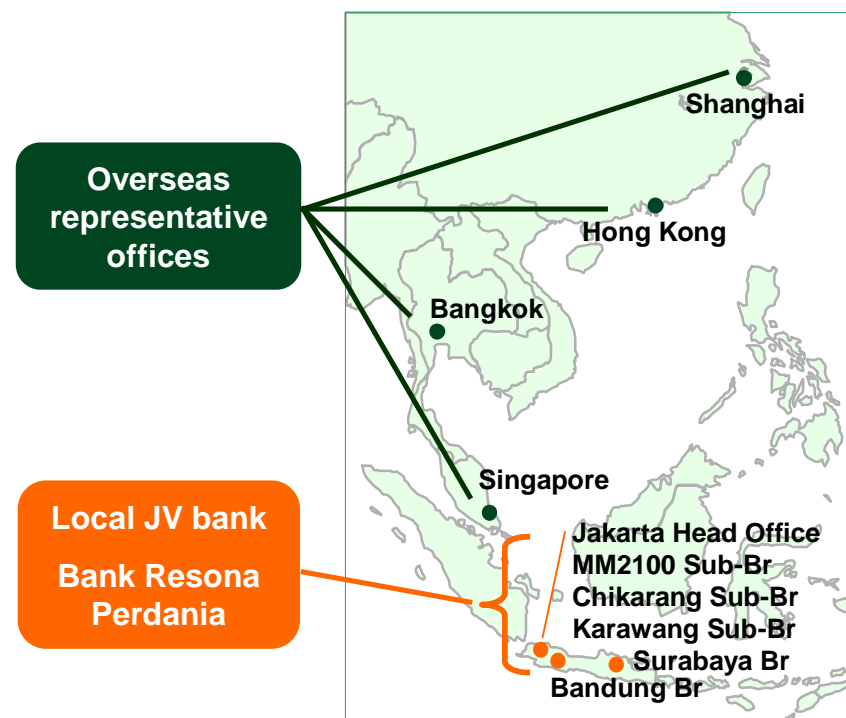 Overseas
representative
offices
Shanghai
Hong Kong
Bangkok
Singapore
Local JV bank
Bank Resona
Perdania
Jakarta Head Office
MM2100 Sub-Br
Chikarang Sub-Br
Karawang Sub-Br
Surabaya Br
Bandung Br